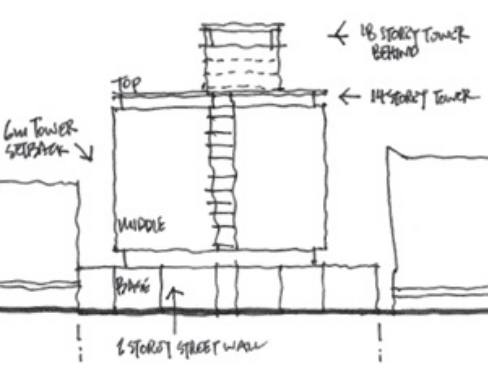 18 STOREY TOWER
BEHIND
TOP
14 STOREY TOWER
6m TOWER
SETBACK
MIDDLE
BASE
STOREY STREET WALL